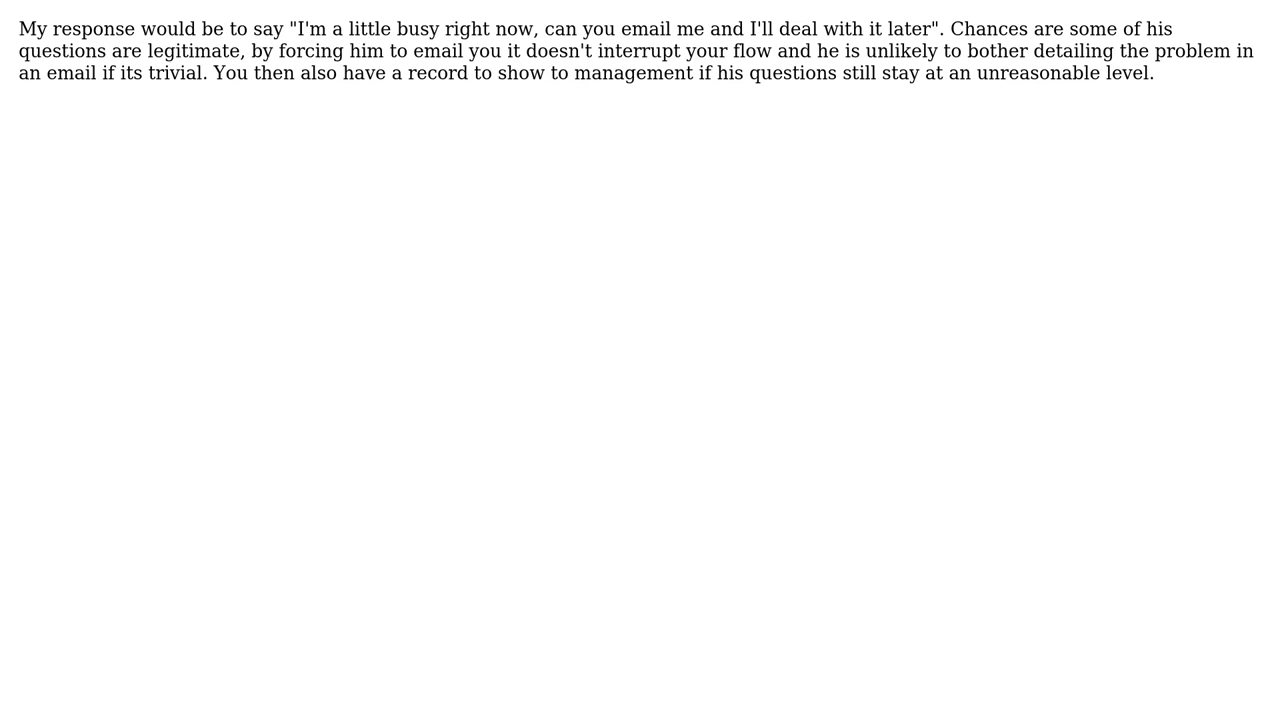 My response would be to say "I'm a little busy right now, can you email me and I'll deal with it later". Chances are some of his
questions are legitimate, by forcing him to email you it doesn't interrupt your flow and he is unlikely to bother detailing the problem in
an email if its trivial. You then also have a record to show to management if his questions still stay at an unreasonable level.